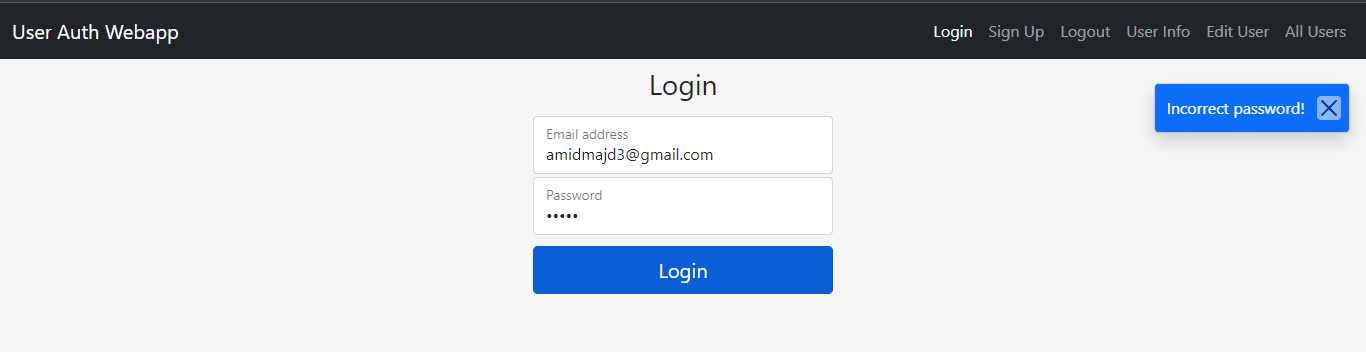 User Auth Webapp
Login Sign Up Logout User Info Edit User All Users
Login
Incorrect password!
Email address
amidmajd3@gmail.com
Password
•••••
Login